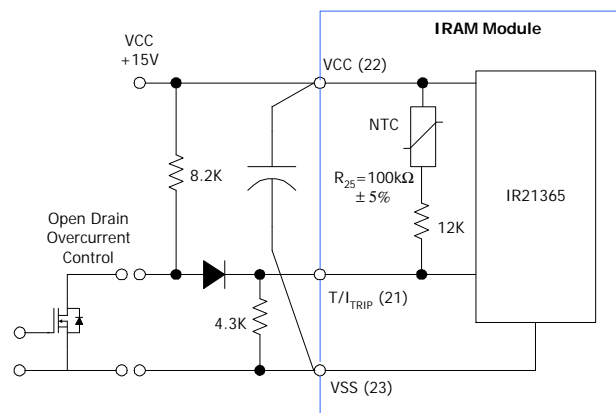 IRAM Module
VCC
+15V
VCC (22)
NTC
R25=100kΩ
±5%
8.2K
12K
IR21365
Open Drain
Overcurrent
Control
T/ITRIP (21)
4.3K
VSS (23)